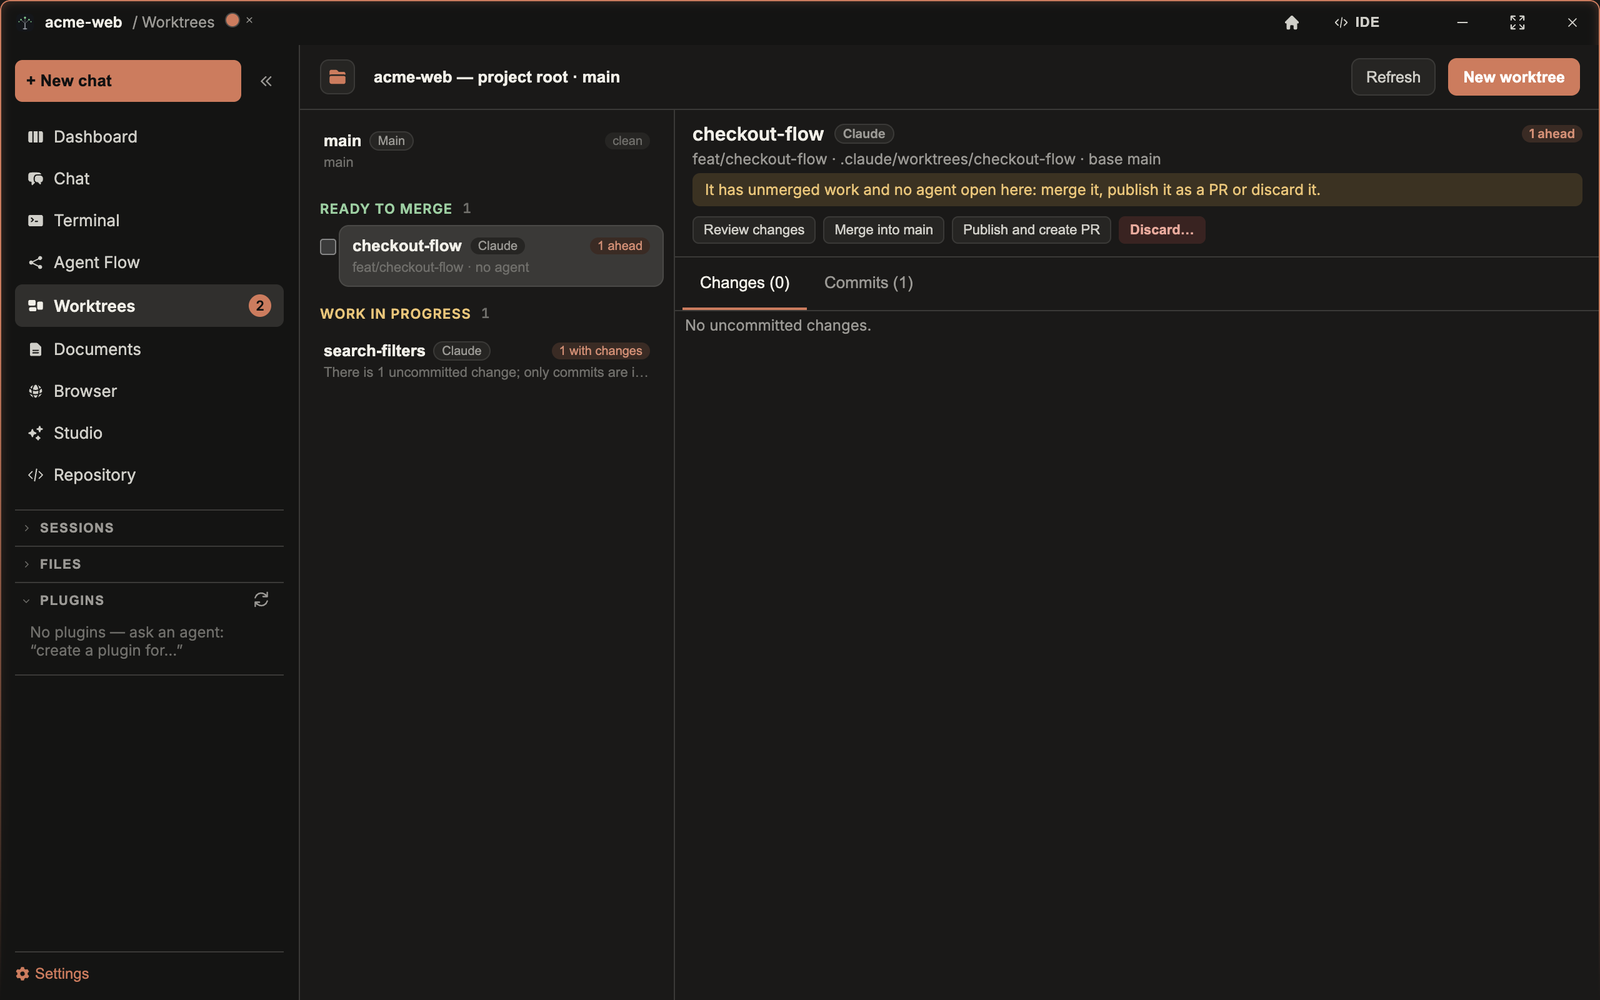 acme-web / Worktrees ×
</> IDE
+ New chat
«
Dashboard
Chat
Terminal
Agent Flow
Worktrees 2
Documents
Browser
Studio
Repository
SESSIONS
FILES
PLUGINS
No plugins — ask an agent:
“create a plugin for...”
Settings
acme-web — project root · main
Refresh
New worktree
main Main clean
main
READY TO MERGE 1
checkout-flow Claude 1 ahead
feat/checkout-flow · no agent
WORK IN PROGRESS 1
search-filters Claude 1 with changes
There is 1 uncommitted change; only commits are i...
checkout-flow Claude 1 ahead
feat/checkout-flow · .claude/worktrees/checkout-flow · base main
It has unmerged work and no agent open here: merge it, publish it as a PR or discard it.
Review changes Merge into main Publish and create PR Discard...
Changes (0) Commits (1)
No uncommitted changes.